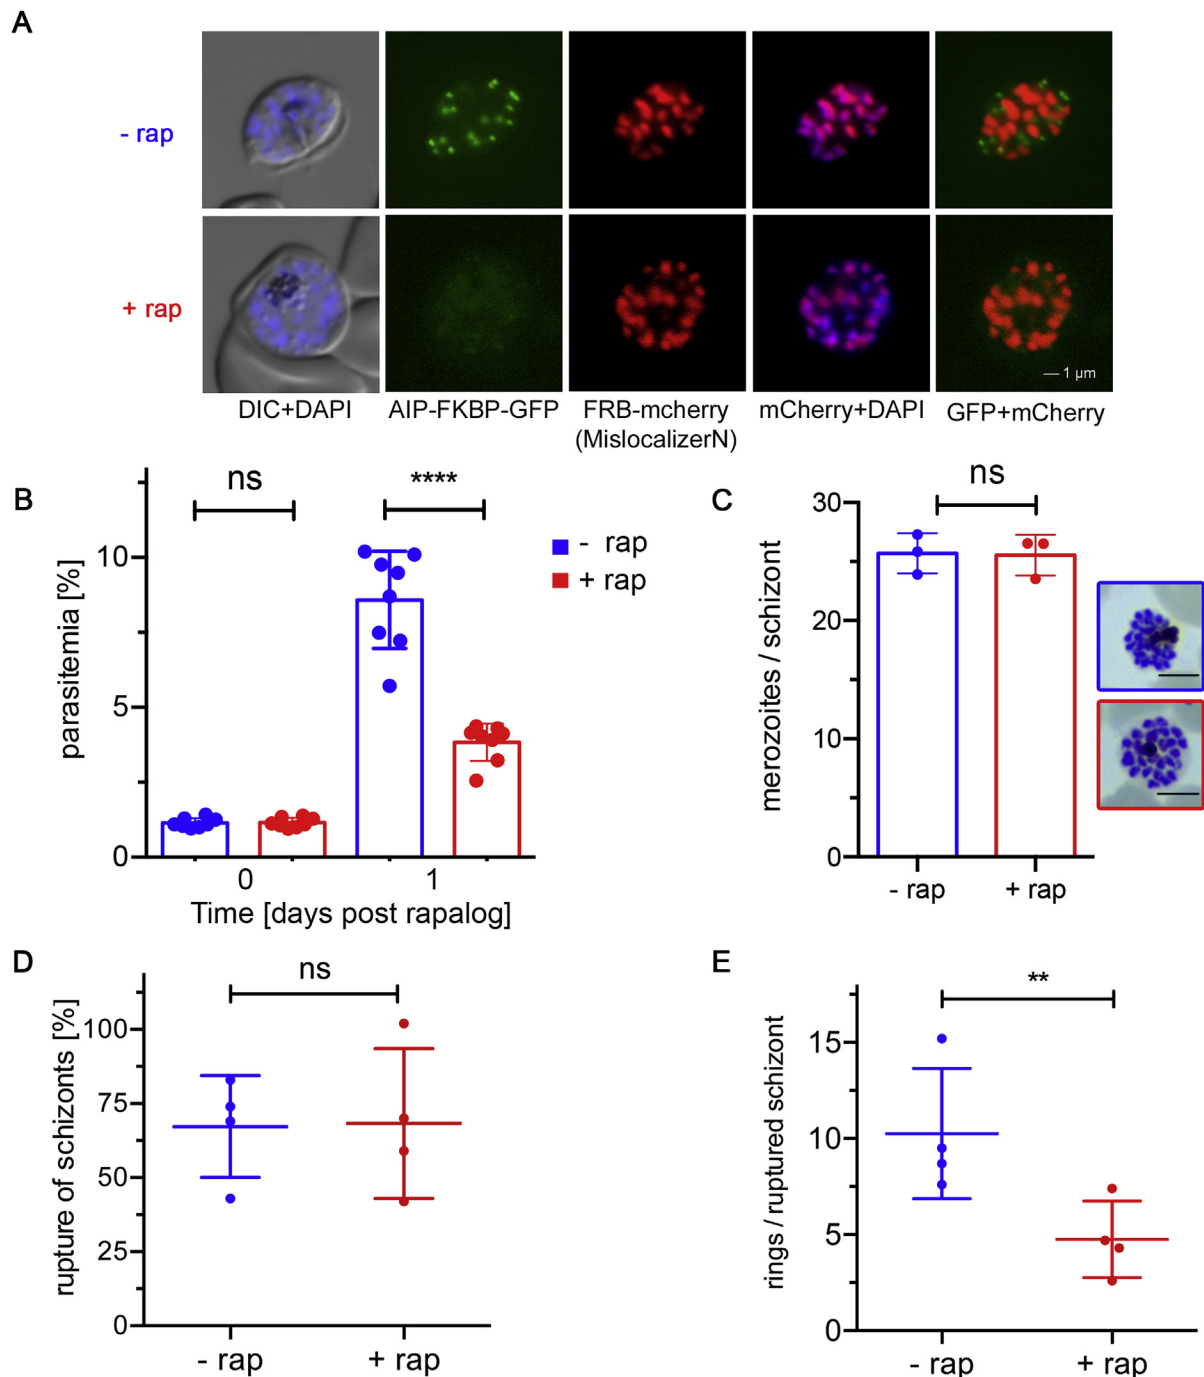 A
- rap
+ rap
1 µm
DIC+DAPI
AIP-FKBP-GFP
FRB-mcherry
(MislocalizerN)
mCherry+DAPI
GFP+mCherry
B
ns
****
- rap
+ rap
parasitemia [%]
10
5
0
0
1
Time [days post rapalog]
C
ns
merozoites / schizont
30
20
10
0
- rap
+ rap
D
ns
rupture of schizonts [%]
100
75
50
25
0
- rap
+ rap
E
**
rings / ruptured schizont
15
10
5
0
- rap
+ rap